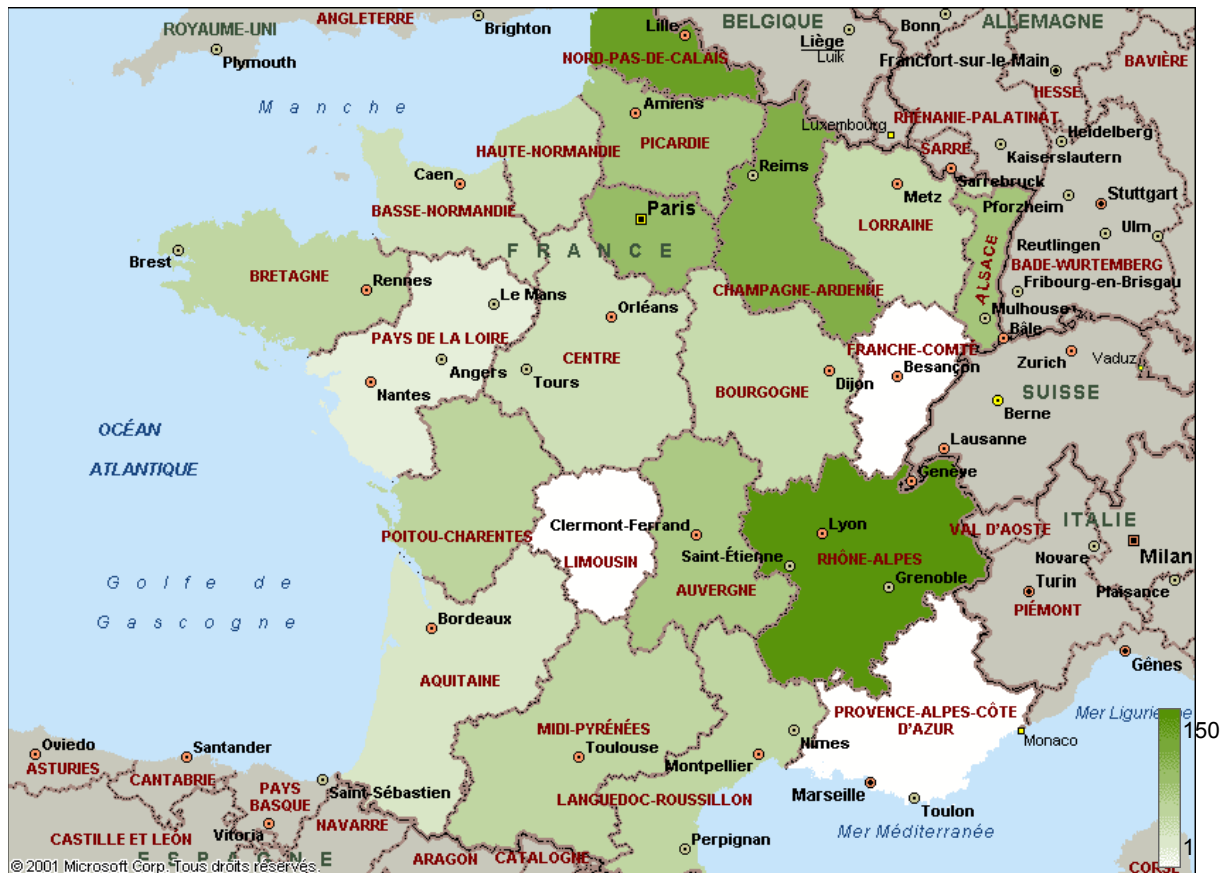 ROYAUME-UNI
ANGLETERRE
Plymouth
Brighton
BELGIQUE
Liège
Luik
Bonn
ALLEMAGNE
Francfort-sur-le-Main
BAVIÈRE
HESSE
Manche
Lille
NORD-PAS-DE-CALAIS
Amiens
PICARDIE
Luxembourg
RHÉNANIE-PALATINAT
Heidelberg
Kaiserslautern
SARRE
Sarrebruck
HAUTE-NORMANDIE
Reims
Caen
BASSE-NORMANDIE
Paris
Metz
LORRAINE
Pforzheim
Stuttgart
Ulm
Reutlingen
BADE-WURTEMBERG
Fribourg-en-Brisgau
FRANCE
Brest
BRETAGNE
Rennes
Le Mans
Orléans
CHAMPAGNE-ARDENNE
ALSACE
Mulhouse
Bâle
PAYS DE LA LOIRE
Angers
Nantes
CENTRE
Tours
BOURGOGNE
Dijon
FRANCHE-COMTÉ
Besançon
Zurich
Vaduz
SUISSE
Berne
Lausanne
Genève
OCÉAN
ATLANTIQUE
POITOU-CHARENTES
Clermont-Ferrand
LIMOUSIN
AUVERGNE
Saint-Étienne
Lyon
RHÔNE-ALPES
Grenoble
VAL D'AOSTE
ITALIE
Novare
Milan
Turin
Plaisance
PIÉMONT
Golfe de
Gascogne
Bordeaux
AQUITAINE
MIDI-PYRÉNÉES
Toulouse
Montpellier
Nîmes
LANGUEDOC-ROUSSILLON
Perpignan
PROVENCE-ALPES-CÔTE
D'AZUR
Monaco
Marseille
Toulon
Gênes
Mer Ligurienne
Mer Méditerranée
Oviedo
ASTURIES
Santander
CANTABRIE
PAYS
BASQUE
Vitoria
Saint-Sébastien
NAVARRE
CASTILLE ET LEÓN
ESPAGNE
ARAGON
CATALOGNE
CORSE
150
1
© 2001 Microsoft Corp. Tous droits réservés.